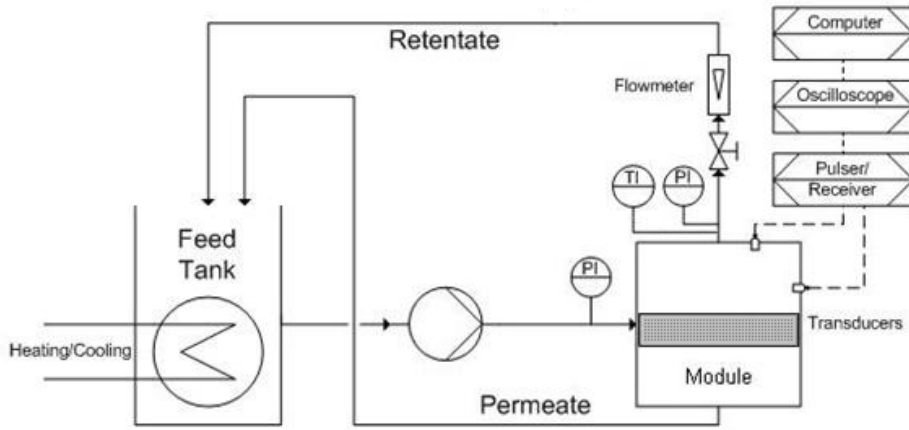 Retentate
Computer
Flowmeter
Oscilloscope
Pulser/
Receiver
TI
PI
Feed
Tank
PI
Heating/Cooling
Transducers
Module
Permeate